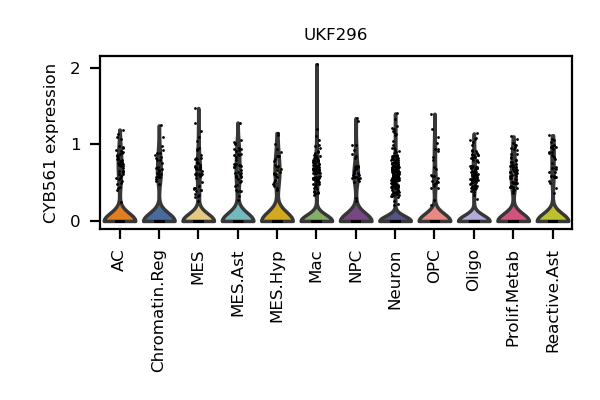 UKF296
CYB561 expression
2
1
0
AC
Chromatin.Reg
MES
MES.Ast
MES.Hyp
Mac
NPC
Neuron
OPC
Oligo
Prolif.Metab
Reactive.Ast